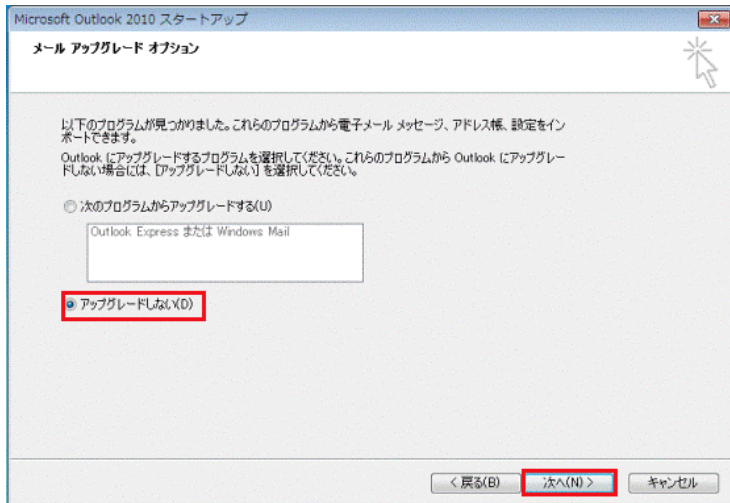 Microsoft Outlook 2010 スタートアップ
メール アップグレード オプション
以下のプログラムが見つかりました。これらのプログラムから電子メール メッセージ、アドレス帳、設定をイン
ポートできます。
Outlook にアップグレードするプログラムを選択してください。これらのプログラムから Outlook にアップグレー
ドしない場合には、[アップグレードしない] を選択してください。
次のプログラムからアップグレードする(U)
Outlook Express または Windows Mail
アップグレードしない(D)
< 戻る(B)
次へ(N) >
キャンセル